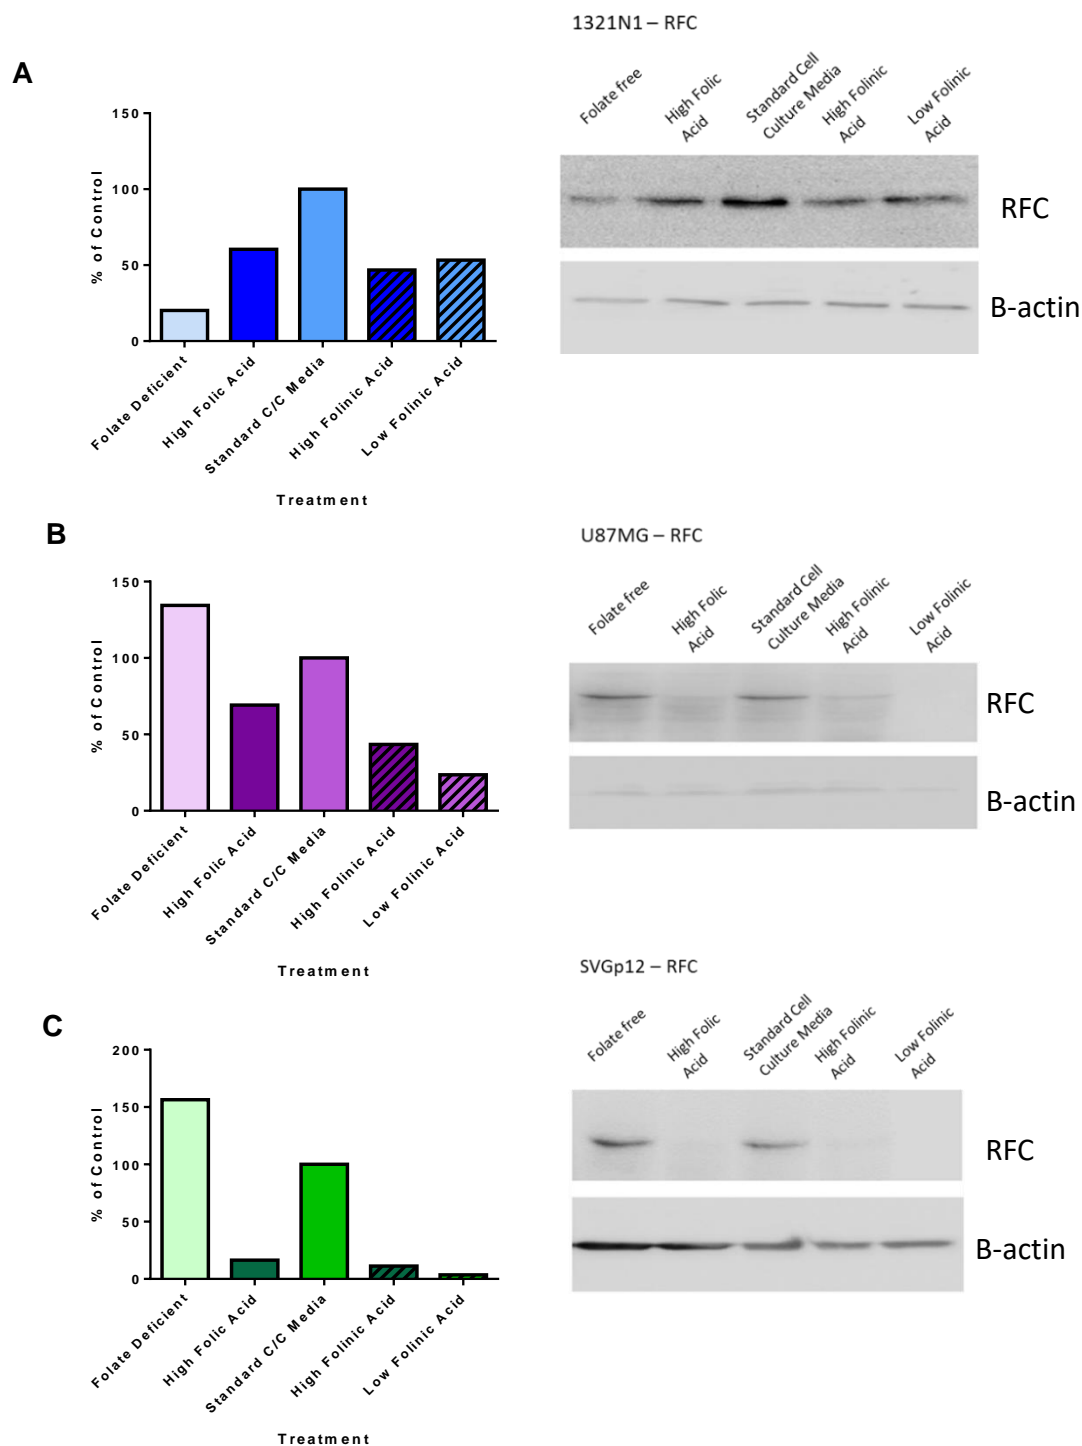 A
150
100
50
0
% of Control
Folate Deficient
High Folic Acid
Standard C/C Media
High Folinic Acid
Low Folinic Acid
Treatment
1321N1 – RFC
Folate free
High Folic
Acid
Standard Cell
Culture Media
High Folinic
Acid
Low Folinic
Acid
RFC
B-actin
B
150
100
50
0
% of Control
Folate Deficient
High Folic Acid
Standard C/C Media
High Folinic Acid
Low Folinic Acid
Treatment
U87MG – RFC
Folate free
High Folic
Acid
Standard Cell
Culture Media
High Folinic
Acid
Low Folinic
Acid
RFC
B-actin
C
200
150
100
50
0
% of Control
Folate Deficient
High Folic Acid
Standard C/C Media
High Folinic Acid
Low Folinic Acid
Treatment
SVGp12 – RFC
Folate free
High Folic
Acid
Standard Cell
Culture Media
High Folinic
Acid
Low Folinic
Acid
RFC
B-actin